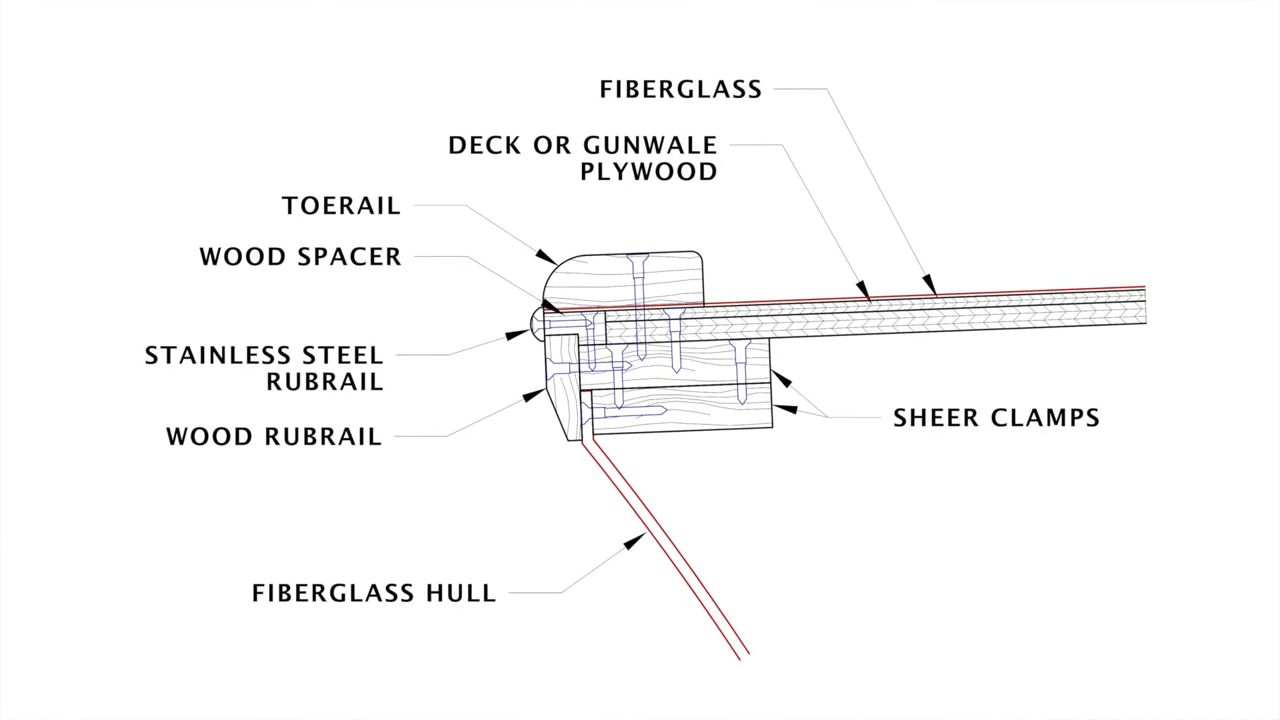 FIBERGLASS
DECK OR GUNWALE
PLYWOOD
TOERAIL
WOOD SPACER
STAINLESS STEEL
RUBRAIL
SHEER CLAMPS
WOOD RUBRAIL
FIBERGLASS HULL